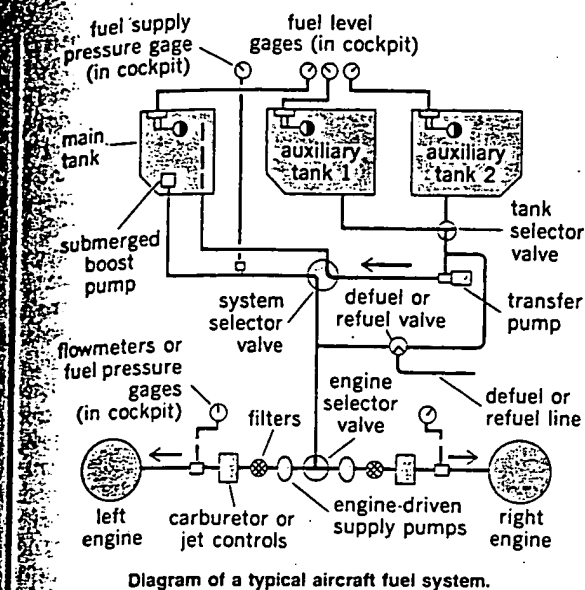 fuel supply
pressure gage
(in cockpit)
fuel level
gages (in cockpit)
main
tank
auxiliary
tank 1
auxiliary
tank 2
submerged
boost
pump
tank
selector
valve
system
selector
valve
defuel or
refuel valve
transfer
pump
flowmeters or
fuel pressure
gages
(in cockpit)
filters
engine
selector
valve
defuel or
refuel line
left
engine
carburetor or
jet controls
engine-driven
supply pumps
right
engine
Diagram of a typical aircraft fuel system.